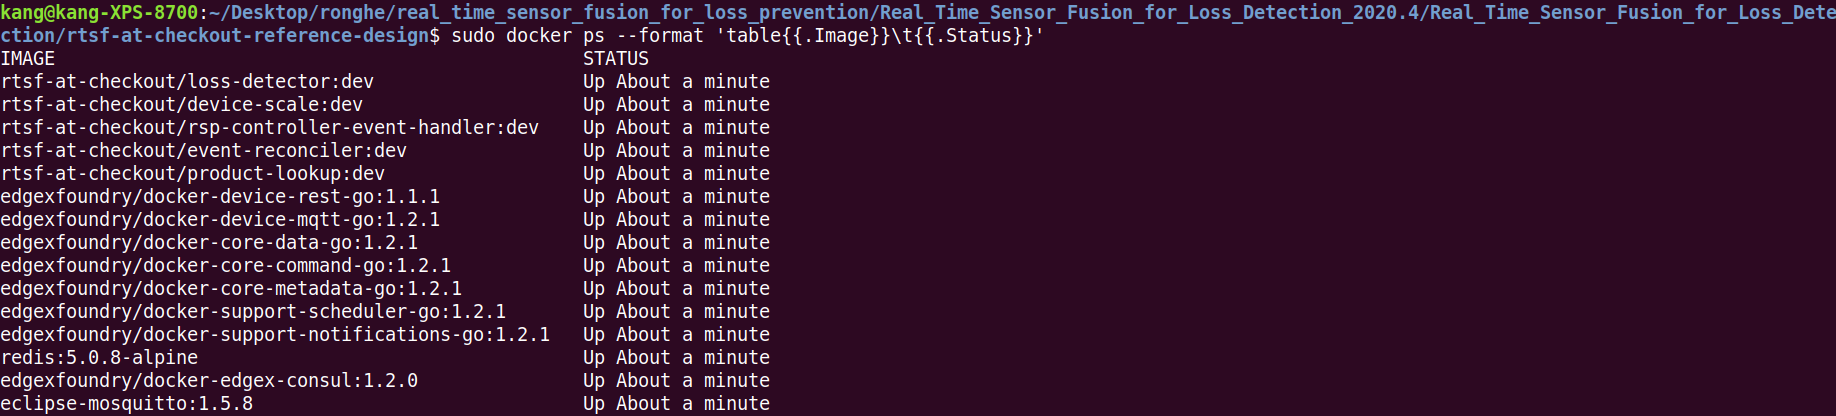 kang@kang-XPS-8700:~/Desktop/ronghe/real_time_sensor_fusion_for_loss_prevention/Real_Time_Sensor_Fusion_for_Loss_Detection_2020.4/Real_Time_Sensor_Fusion_for_Loss_Dete
ction/rtsf-at-checkout-reference-design$ sudo docker ps --format 'table{{.Image}}\t{{.Status}}'
IMAGE STATUS
rtsf-at-checkout/loss-detector:dev Up About a minute
rtsf-at-checkout/device-scale:dev Up About a minute
rtsf-at-checkout/rsp-controller-event-handler:dev Up About a minute
rtsf-at-checkout/event-reconciler:dev Up About a minute
rtsf-at-checkout/product-lookup:dev Up About a minute
edgexfoundry/docker-device-rest-go:1.1.1 Up About a minute
edgexfoundry/docker-device-mqtt-go:1.2.1 Up About a minute
edgexfoundry/docker-core-data-go:1.2.1 Up About a minute
edgexfoundry/docker-core-command-go:1.2.1 Up About a minute
edgexfoundry/docker-core-metadata-go:1.2.1 Up About a minute
edgexfoundry/docker-support-scheduler-go:1.2.1 Up About a minute
edgexfoundry/docker-support-notifications-go:1.2.1 Up About a minute
redis:5.0.8-alpine Up About a minute
edgexfoundry/docker-edgex-consul:1.2.0 Up About a minute
eclipse-mosquitto:1.5.8 Up About a minute